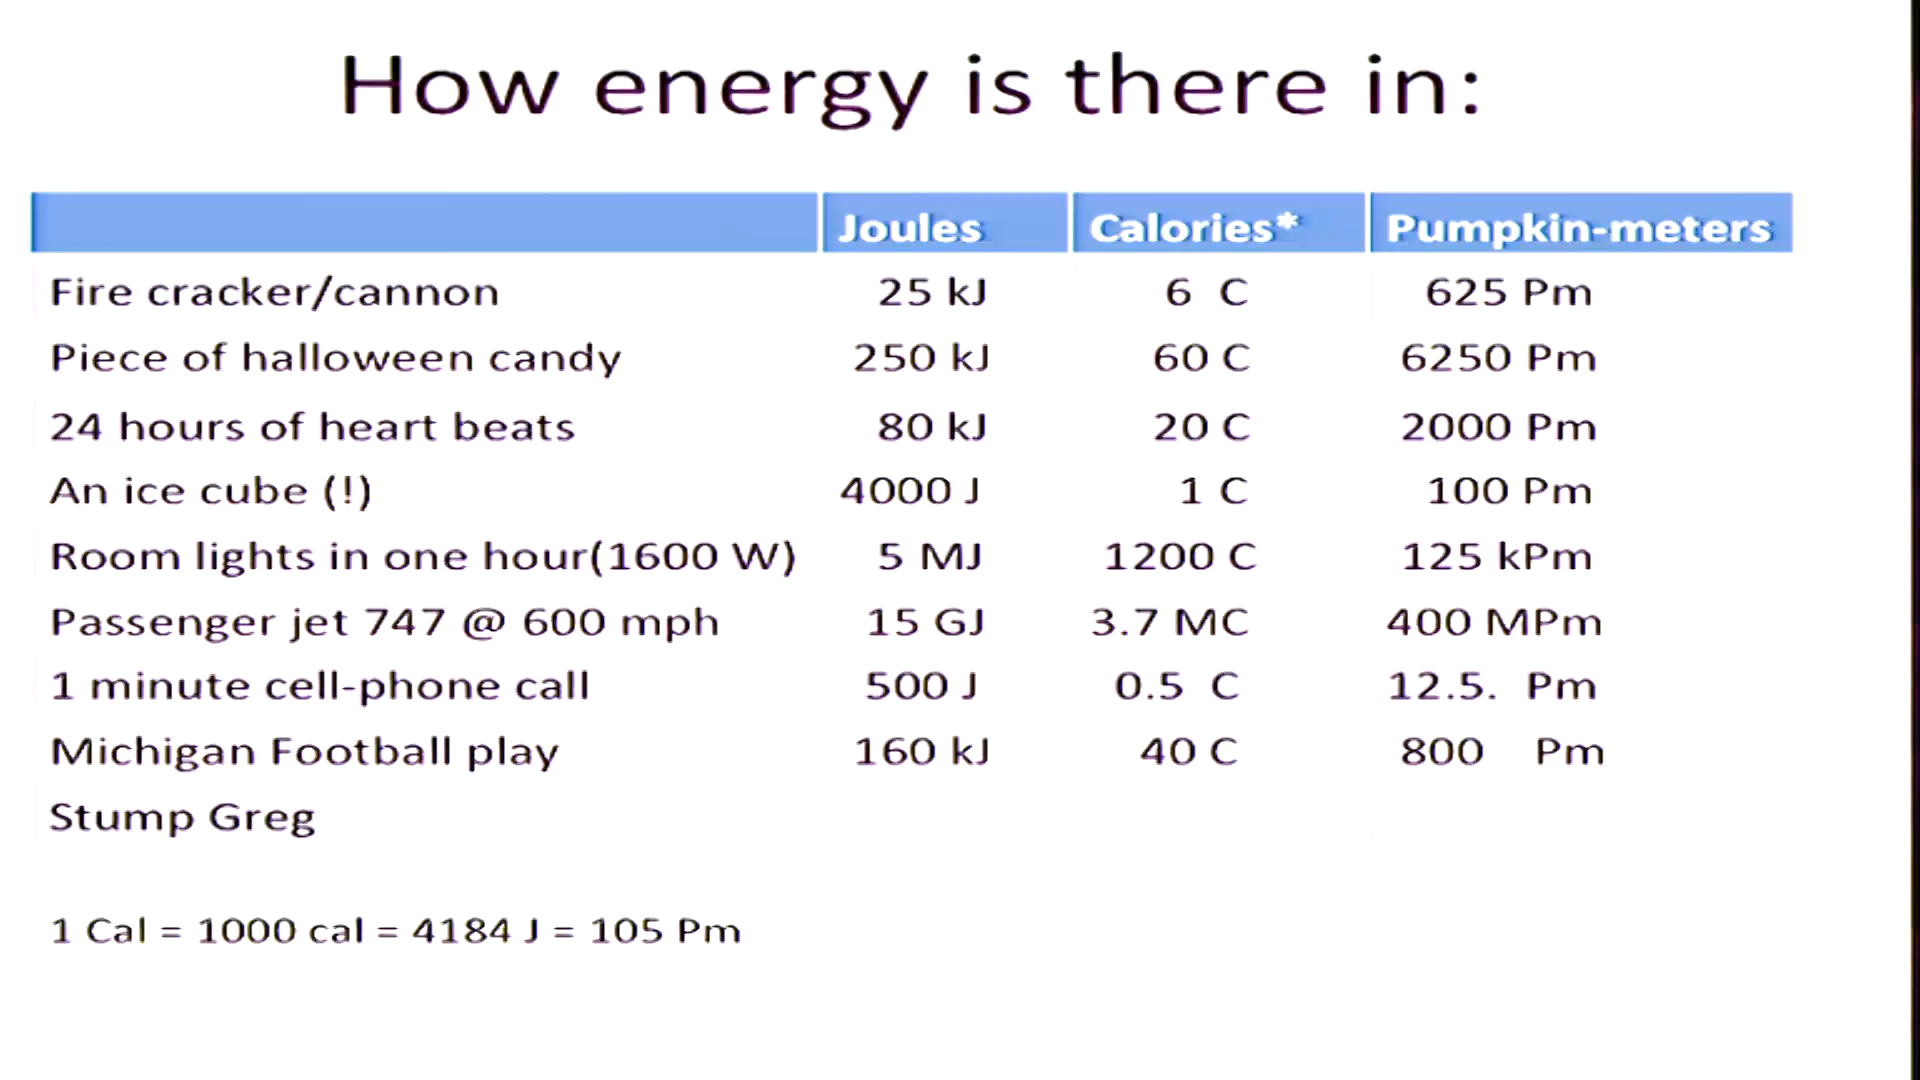 How energy is there in:
Joules Calories* Pumpkin-meters
Fire cracker/cannon 25 kJ 6 C 625 Pm
Piece of halloween candy 250 kJ 60 C 6250 Pm
24 hours of heart beats 80 kJ 20 C 2000 Pm
An ice cube (!) 4000 J 1 C 100 Pm
Room lights in one hour(1600 W) 5 MJ 1200 C 125 kPm
Passenger jet 747 @ 600 mph 15 GJ 3.7 MC 400 MPm
1 minute cell-phone call 500 J 0.5 C 12.5. Pm
Michigan Football play 160 kJ 40 C 800 Pm
Stump Greg
1 Cal = 1000 cal = 4184 J = 105 Pm